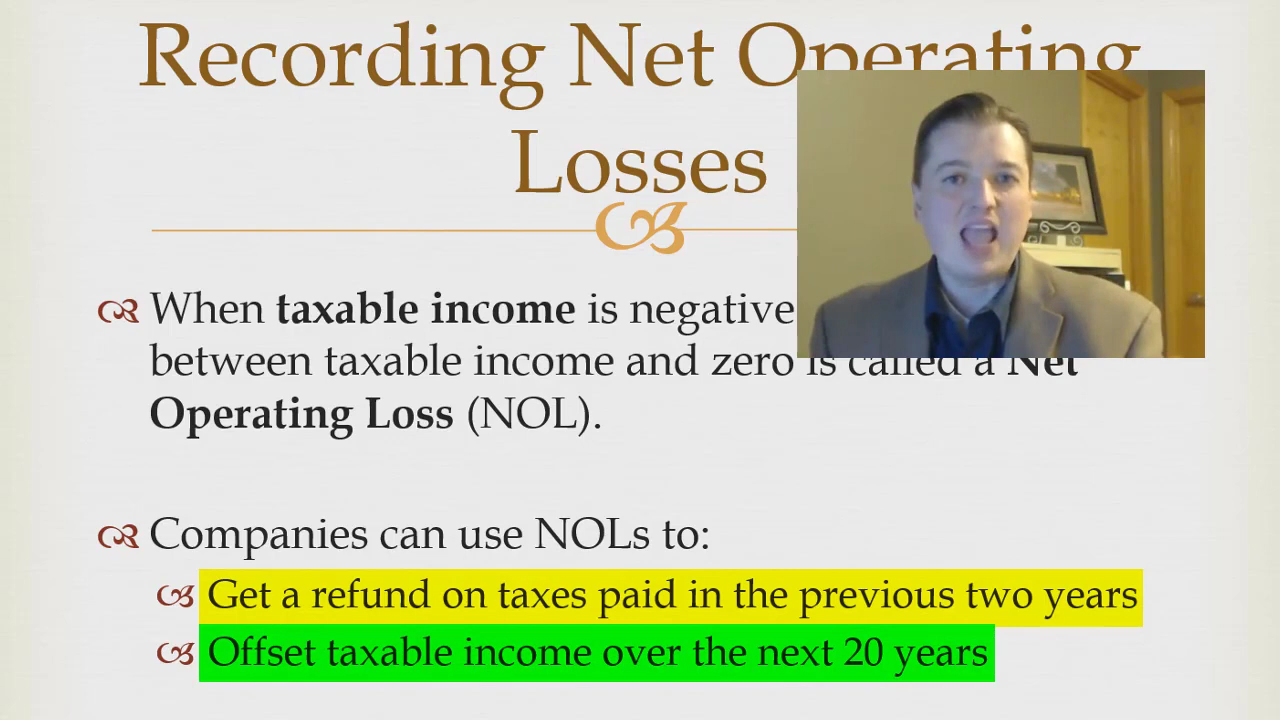 Recording Net Operating
Losses
When taxable income is negative
between taxable income and zero is called a Net
Operating Loss (NOL).
Companies can use NOLs to:
Get a refund on taxes paid in the previous two years
Offset taxable income over the next 20 years